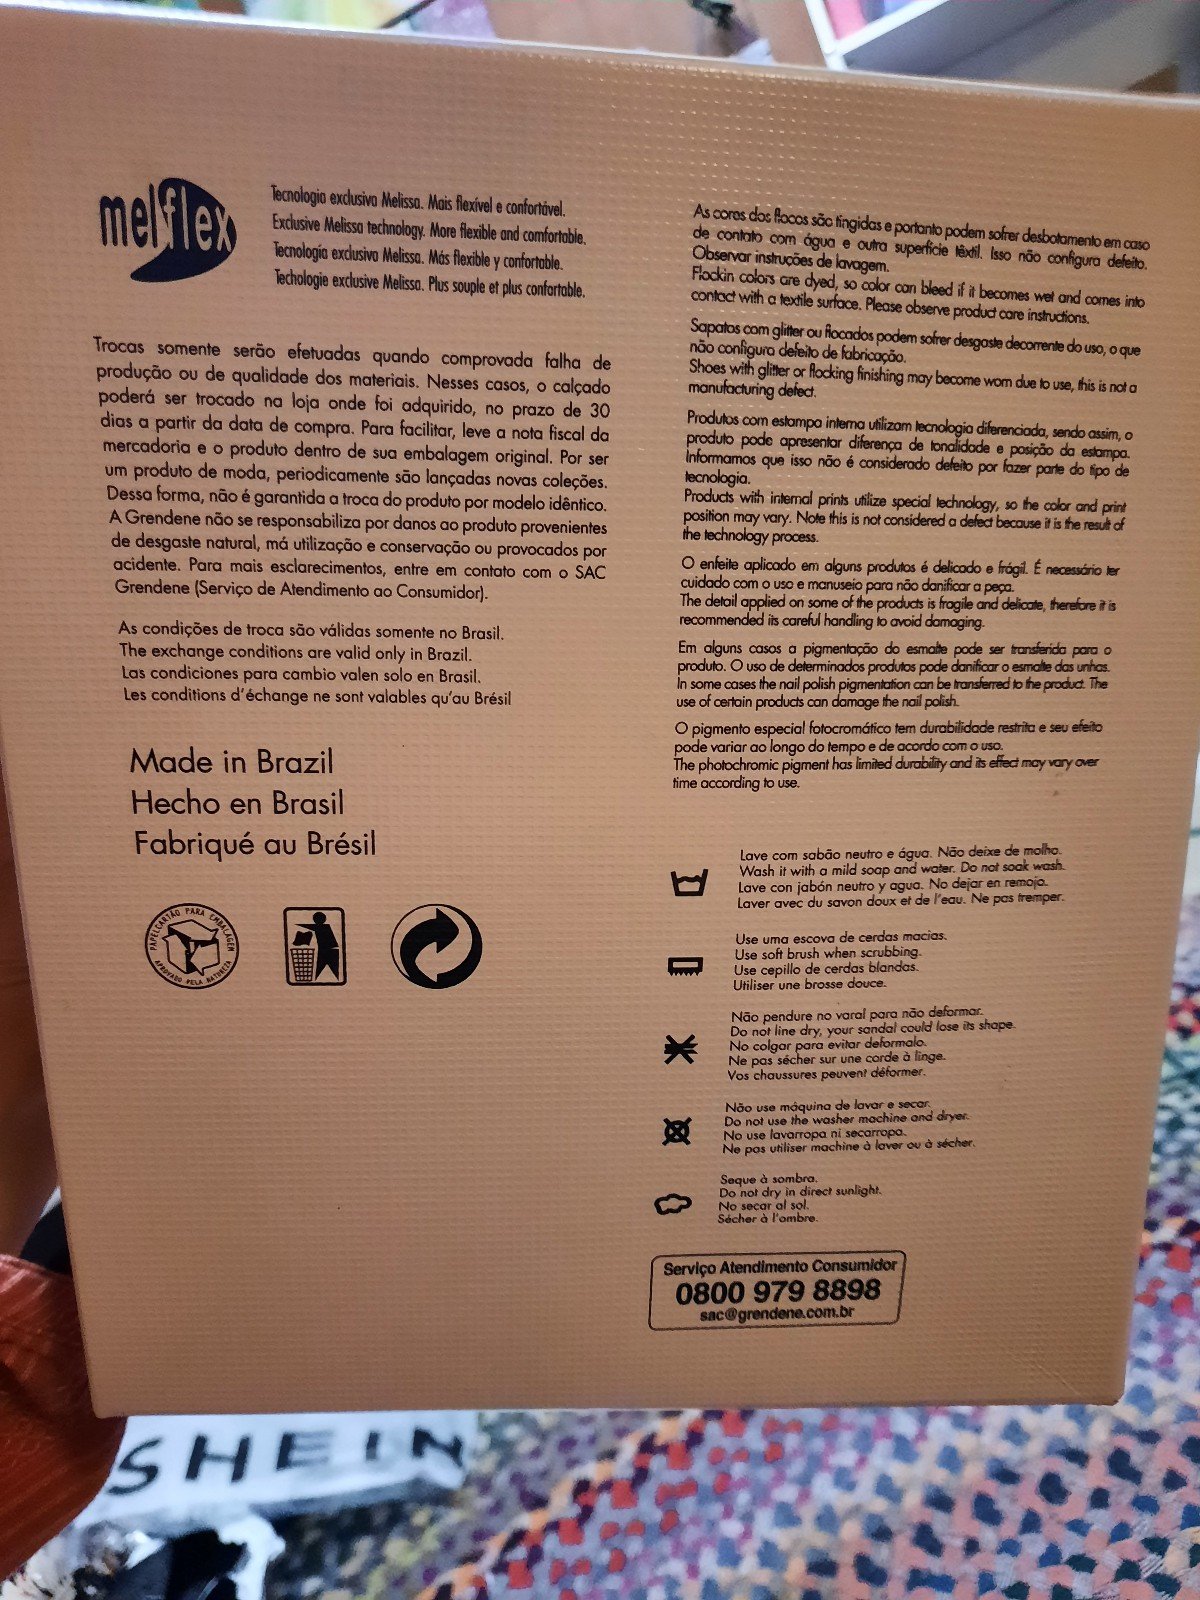 melflex
Tecnologia exclusiva Melissa. Mais flexível e confortável.
Exclusive Melissa technology. More flexible and comfortable.
Tecnología exclusiva Melissa. Más flexible y confortable.
Techologie exclusive Melissa. Plus souple et plus confortable.
Trocas somente serão efetuadas quando comprovada falha de
produção ou de qualidade dos materiais. Nesses casos, o calçado
poderá ser trocado na loja onde foi adquirido, no prazo de 30
dias a partir da data de compra. Para facilitar, leve a nota fiscal da
mercadoria e o produto dentro de sua embalagem original. Por ser
um produto de moda, periodicamente são lançadas novas coleções.
Dessa forma, não é garantida a troca do produto por modelo idêntico.
A Grendene não se responsabiliza por danos ao produto provenientes
de desgaste natural, má utilização e conservação ou provocados por
acidente. Para mais esclarecimentos, entre em contato com o SAC
Grendene (Serviço de Atendimento ao Consumidor).
As condições de troca são válidas somente no Brasil.
The exchange conditions are valid only in Brazil.
Las condiciones para cambio valen solo en Brasil.
Les conditions d'échange ne sont valables qu'au Brésil
Made in Brazil
Hecho en Brasil
Fabriqué au Brésil
PAPELCARTÃO PARA EMBALAGEM
APROVADO PELA NATUREZA
As cores dos flocos são tingidas e portanto podem sofrer desbotamento em caso
de contato com água e outra superfície têxtil. Isso não configura defeito.
Observar instruções de lavagem.
Flockin colors are dyed, so color can bleed if it becomes wet and comes into
contact with a textile surface. Please observe product care instructions.
Sapatos com glitter ou flocados podem sofrer desgaste decorrente do uso, o que
não configura defeito de fabricação.
Shoes with glitter or flocking finishing may become worn due to use, this is not a
manufacturing defect.
Produtos com estampa interna utilizam tecnologia diferenciada, sendo assim, o
produto pode apresentar diferença de tonalidade e posição da estampa.
Informamos que isso não é considerado defeito por fazer parte do tipo de
tecnologia.
Products with internal prints utilize special technology, so the color and print
position may vary. Note this is not considered a defect because it is the result of
the technology process.
O enfeite aplicado em alguns produtos é delicado e frágil. É necessário ter
cuidado com o uso e manuseio para não danificar a peça.
The detail applied on some of the products is fragile and delicate, therefore it is
recommended its careful handling to avoid damaging.
Em alguns casos a pigmentação do esmalte pode ser transferida para o
produto. O uso de determinados produtos pode danificar o esmalte das unhas.
In some cases the nail polish pigmentation can be transferred to the product. The
use of certain products can damage the nail polish.
O pigmento especial fotocromático tem durabilidade restrita e seu efeito
pode variar ao longo do tempo e de acordo com o uso.
The photochromic pigment has limited durability and its effect may vary over
time according to use.
Lave com sabão neutro e água. Não deixe de molho.
Wash it with a mild soap and water. Do not soak wash.
Lave con jabón neutro y agua. No dejar en remojo.
Laver avec du savon doux et de l'eau. Ne pas tremper.
Use uma escova de cerdas macias.
Use soft brush when scrubbing.
Use cepillo de cerdas blandas.
Utiliser une brosse douce.
Não pendure no varal para não deformar.
Do not line dry, your sandal could lose its shape.
No colgar para evitar deformalo.
Ne pas sécher sur une corde à linge.
Vos chaussures peuvent déformer.
Não use máquina de lavar e secar.
Do not use the washer machine and dryer.
No use lavarropa ni secarropa.
Ne pas utiliser machine à laver ou à sécher.
Seque à sombra.
Do not dry in direct sunlight.
No secar al sol.
Sécher à l'ombre.
Serviço Atendimento Consumidor
0800 979 8898
sac@grendene.com.br
SHEIN